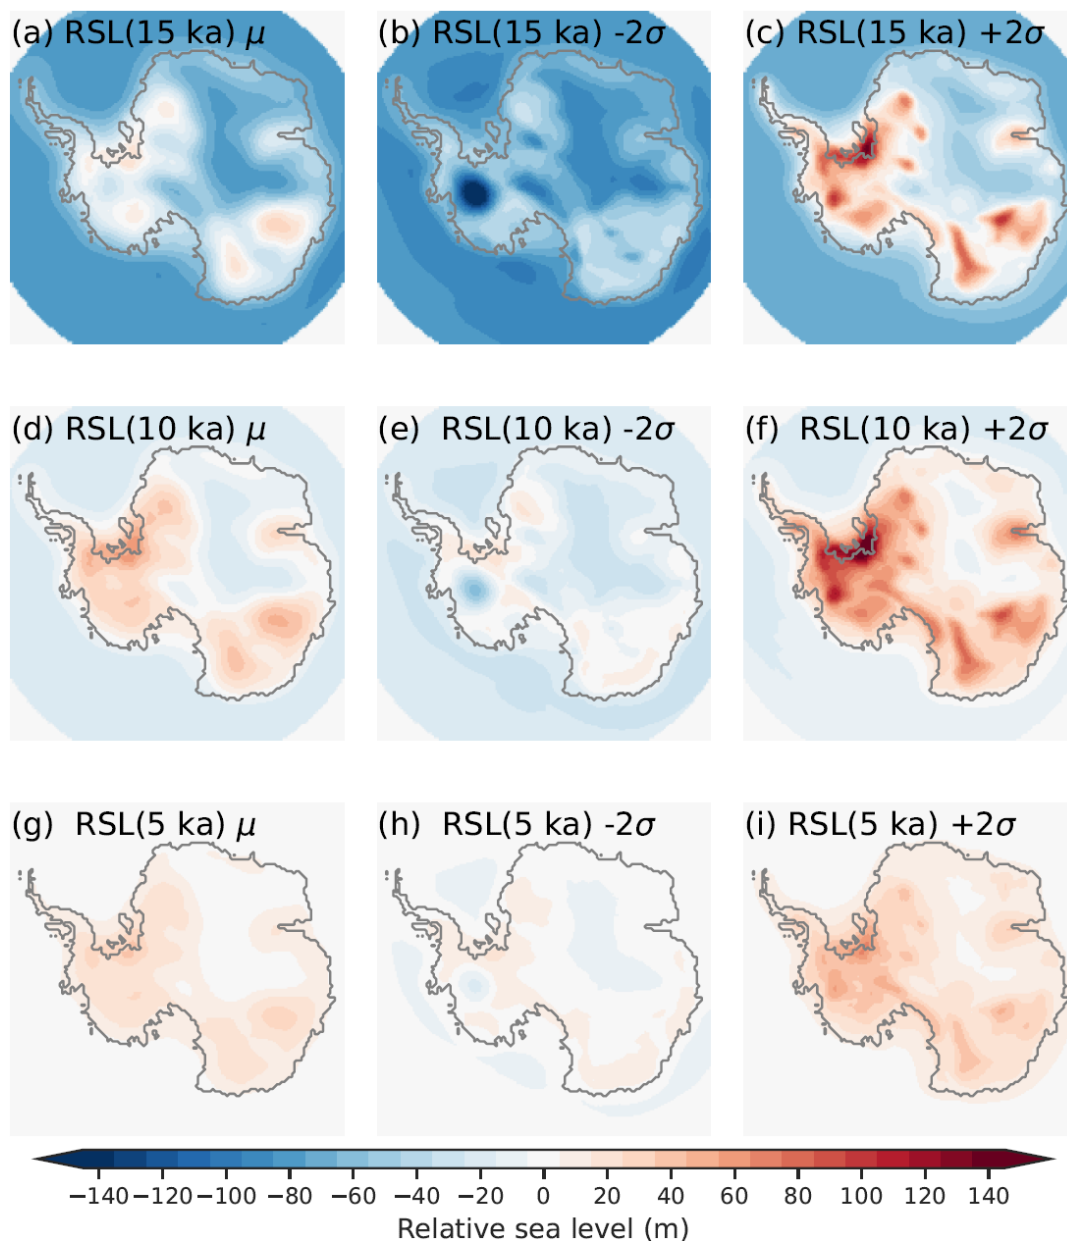 (a) RSL(15 ka) μ
(b) RSL(15 ka) -2σ
(c) RSL(15 ka) +2σ
(d) RSL(10 ka) μ
(e) RSL(10 ka) -2σ
(f) RSL(10 ka) +2σ
(g) RSL(5 ka) μ
(h) RSL(5 ka) -2σ
(i) RSL(5 ka) +2σ
−140 −120 −100 −80 −60 −40 −20 0 20 40 60 80 100 120 140
Relative sea level (m)